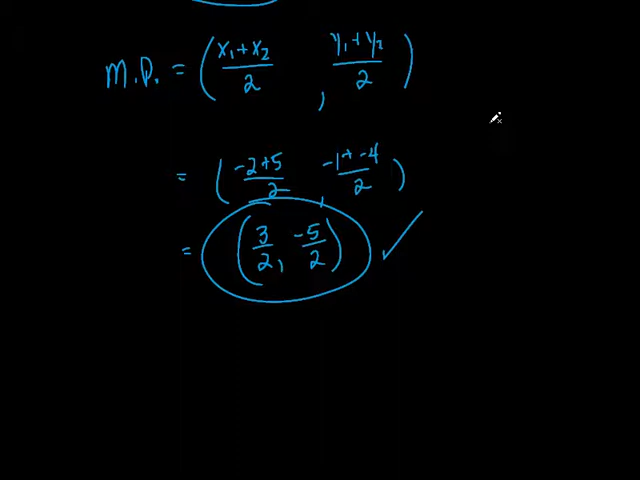 M.P. = ( x₁+x₂/2 , y₁+y₂/2 )
= ( -2+5/2 , -1+-4/2 )
= ( 3/2, -5/2 ) ✓